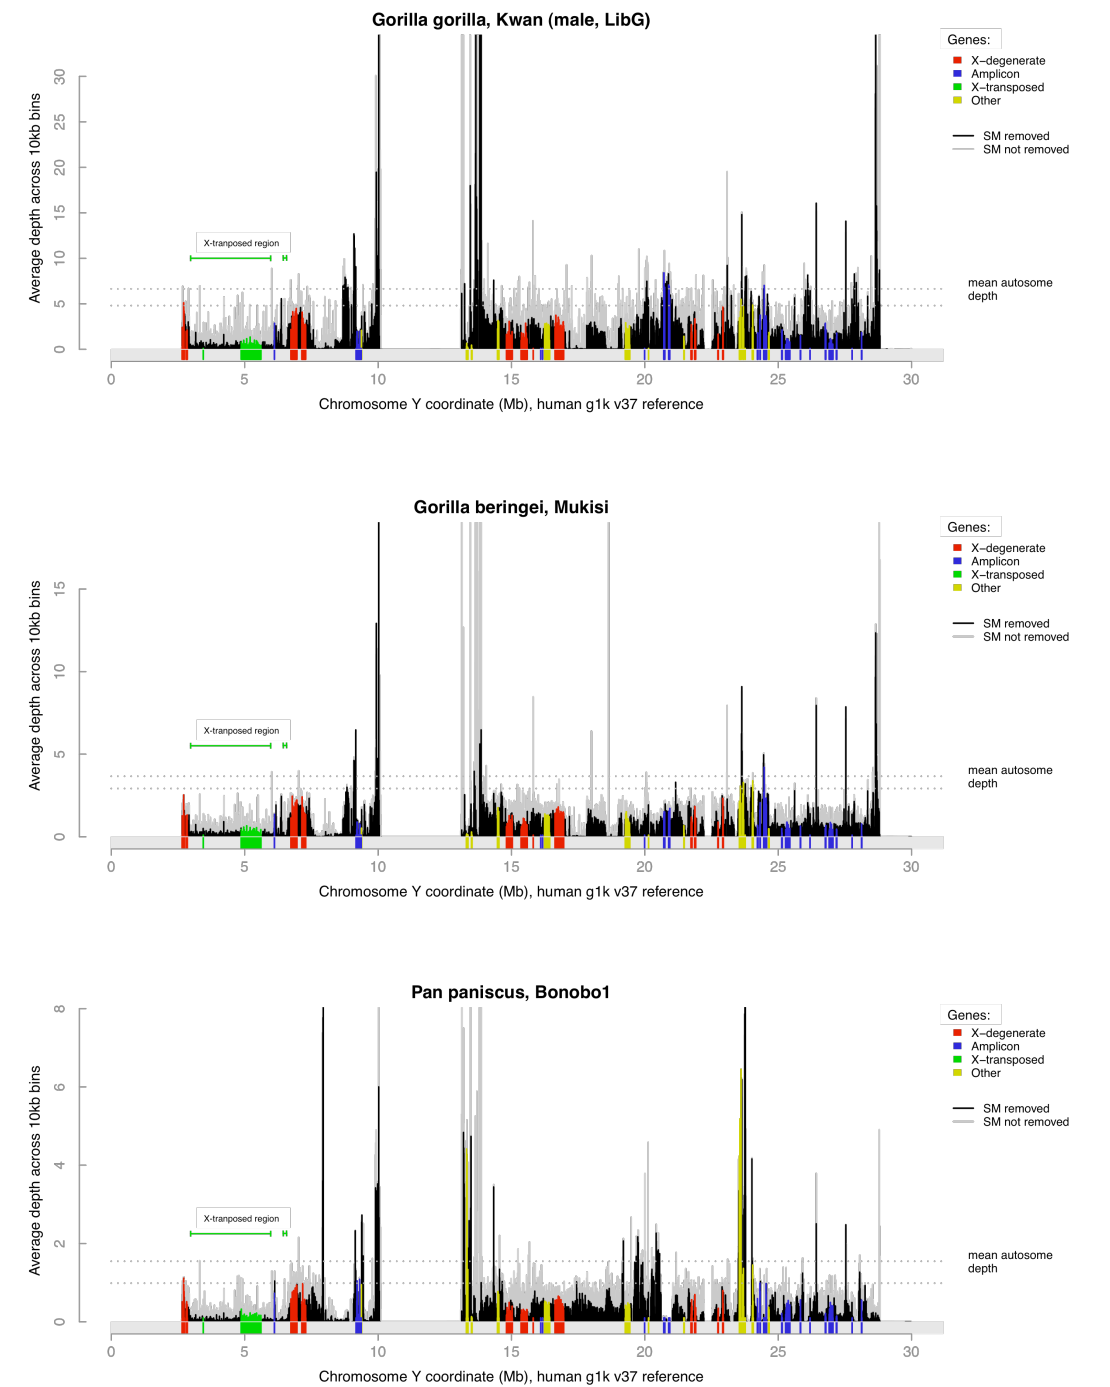 Gorilla gorilla, Kwan (male, LibG)
Average depth across 10kb bins
0 5 10 15 20 25 30
X-tranposed region
Genes:
X-degenerate
Amplicon
X-transposed
Other
SM removed
SM not removed
mean autosome
depth
0 5 10 15 20 25 30
Chromosome Y coordinate (Mb), human g1k v37 reference
Gorilla beringei, Mukisi
Average depth across 10kb bins
0 5 10 15
X-tranposed region
Genes:
X-degenerate
Amplicon
X-transposed
Other
SM removed
SM not removed
mean autosome
depth
0 5 10 15 20 25 30
Chromosome Y coordinate (Mb), human g1k v37 reference
Pan paniscus, Bonobo1
Average depth across 10kb bins
0 2 4 6 8
X-tranposed region
Genes:
X-degenerate
Amplicon
X-transposed
Other
SM removed
SM not removed
mean autosome
depth
0 5 10 15 20 25 30
Chromosome Y coordinate (Mb), human g1k v37 reference